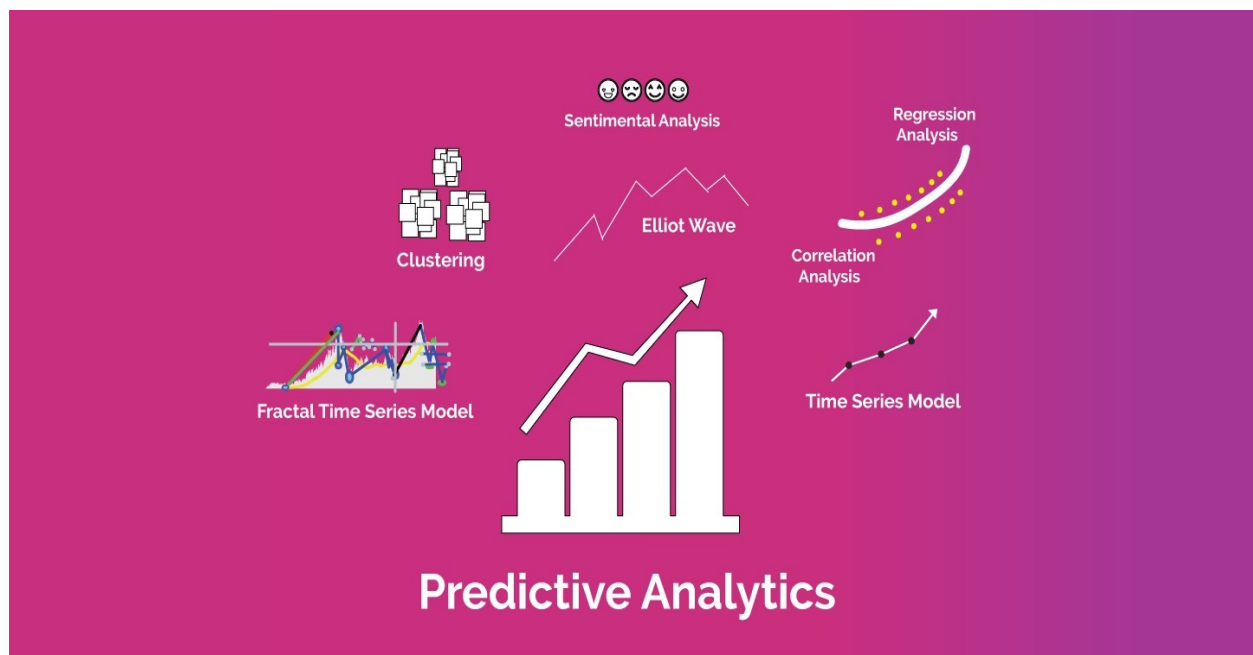 Sentimental Analysis
Regression
Analysis
Clustering
Elliot Wave
Correlation
Analysis
Fractal Time Series Model
Time Series Model
Predictive Analytics